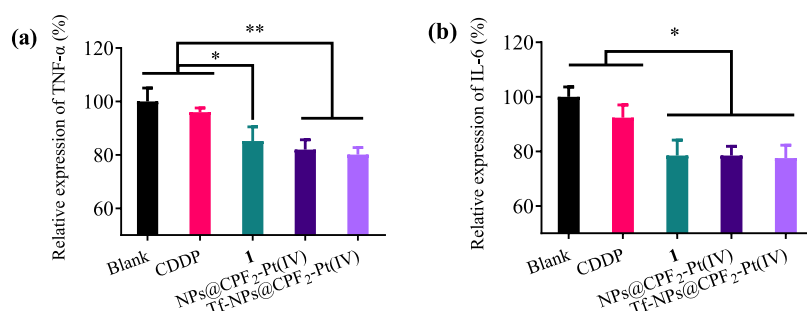 (a)
Relative expression of TNF-α (%)
120
100
80
60
**
*
Blank
CDDP
1
NPs@CPF₂-Pt(IV)
Tf-NPs@CPF₂-Pt(IV)
(b)
Relative expression of IL-6 (%)
120
100
80
60
*
Blank
CDDP
1
NPs@CPF₂-Pt(IV)
Tf-NPs@CPF₂-Pt(IV)